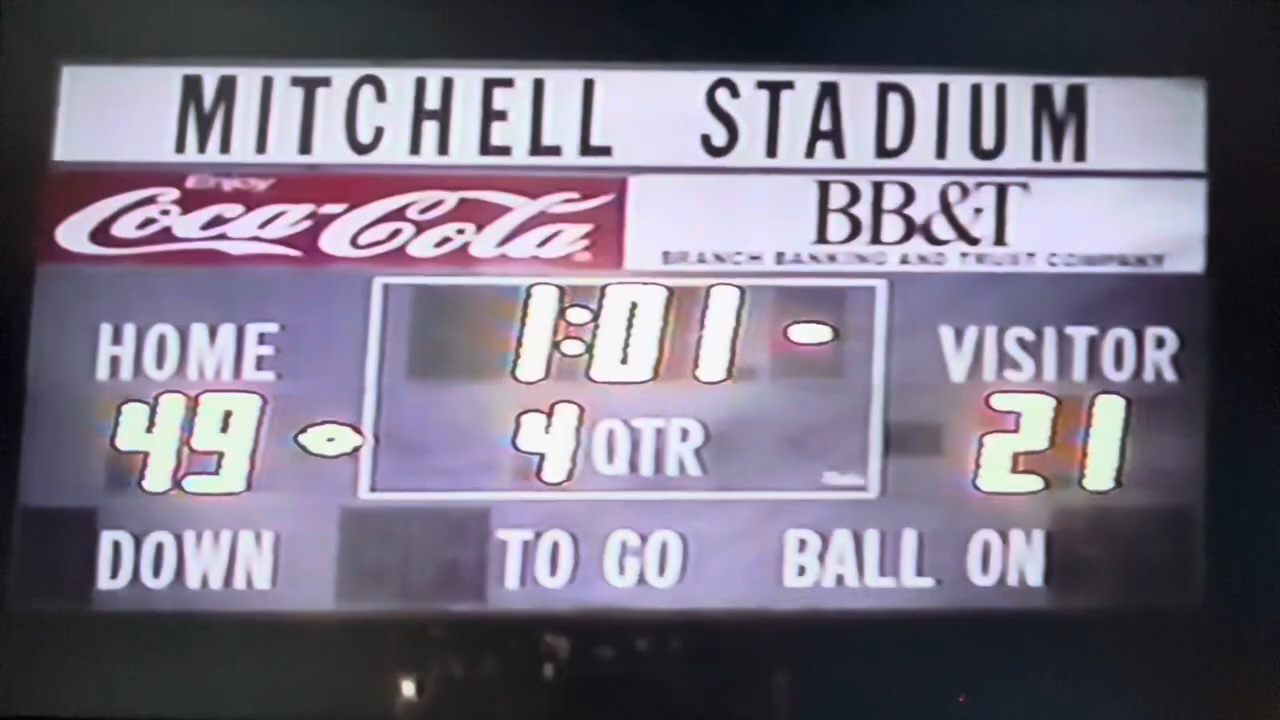 MITCHELL STADIUM
Enjoy
Coca-Cola
BB&T
BRANCH BANKING AND TRUST COMPANY
1:01
HOME
VISITOR
49
4 QTR
21
DOWN
TO GO
BALL ON